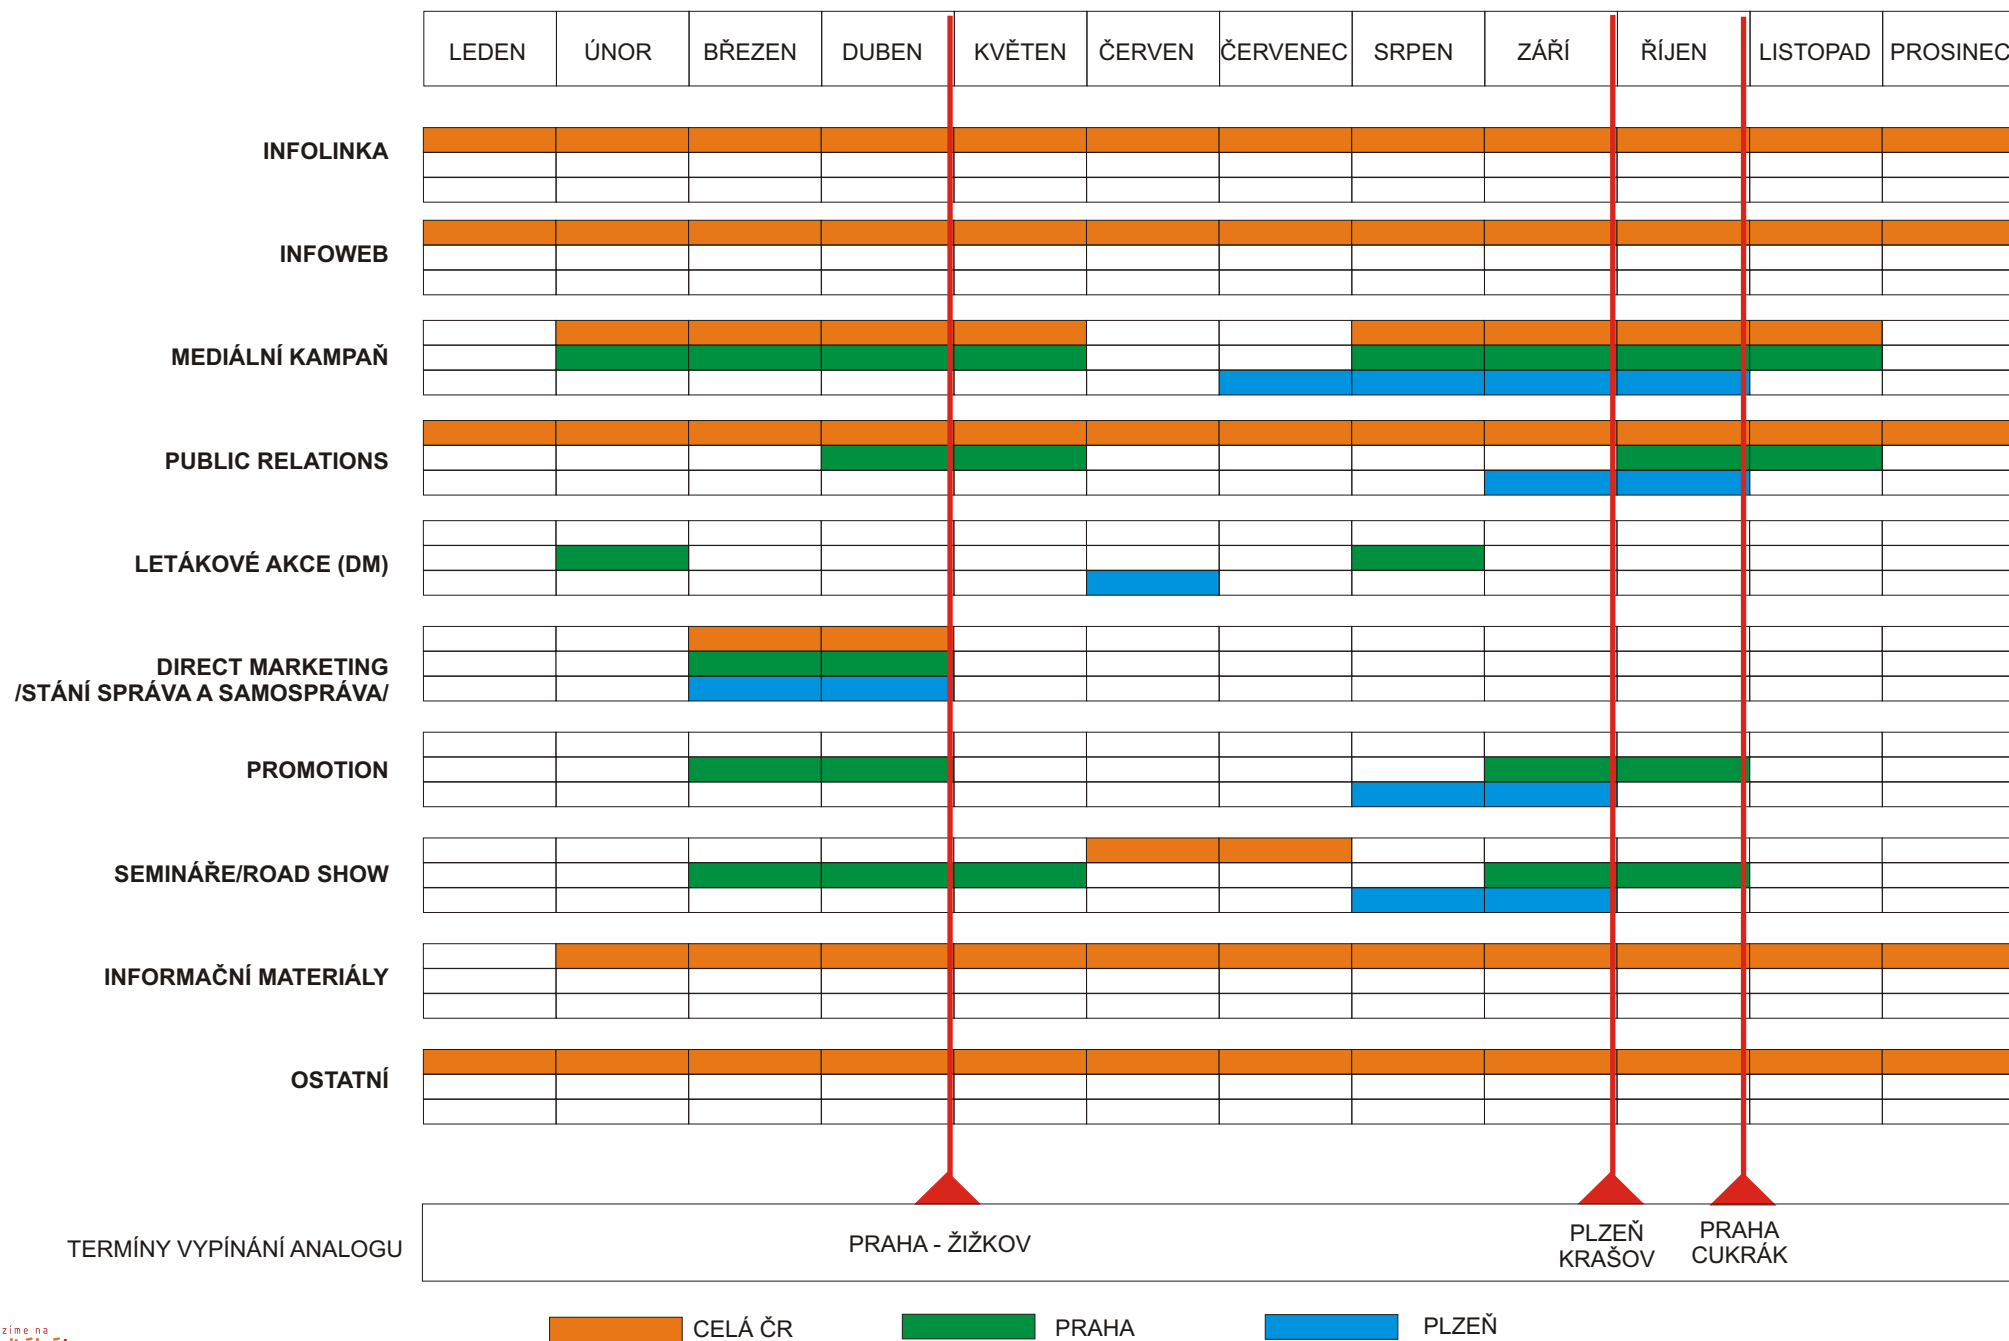 LEDEN ÚNOR BŘEZEN DUBEN KVĚTEN ČERVEN ČERVENEC SRPEN ZÁŘÍ ŘÍJEN LISTOPAD PROSINEC
INFOLINKA
INFOWEB
MEDIÁLNÍ KAMPAŇ
PUBLIC RELATIONS
LETÁKOVÉ AKCE (DM)
DIRECT MARKETING
/STÁNÍ SPRÁVA A SAMOSPRÁVA/
PROMOTION
SEMINÁŘE/ROAD SHOW
INFORMAČNÍ MATERIÁLY
OSTATNÍ
TERMÍNY VYPÍNÁNÍ ANALOGU
PRAHA - ŽIŽKOV
PLZEŇ
KRAŠOV
PRAHA
CUKRÁK
CELÁ ČR
PRAHA
PLZEŇ